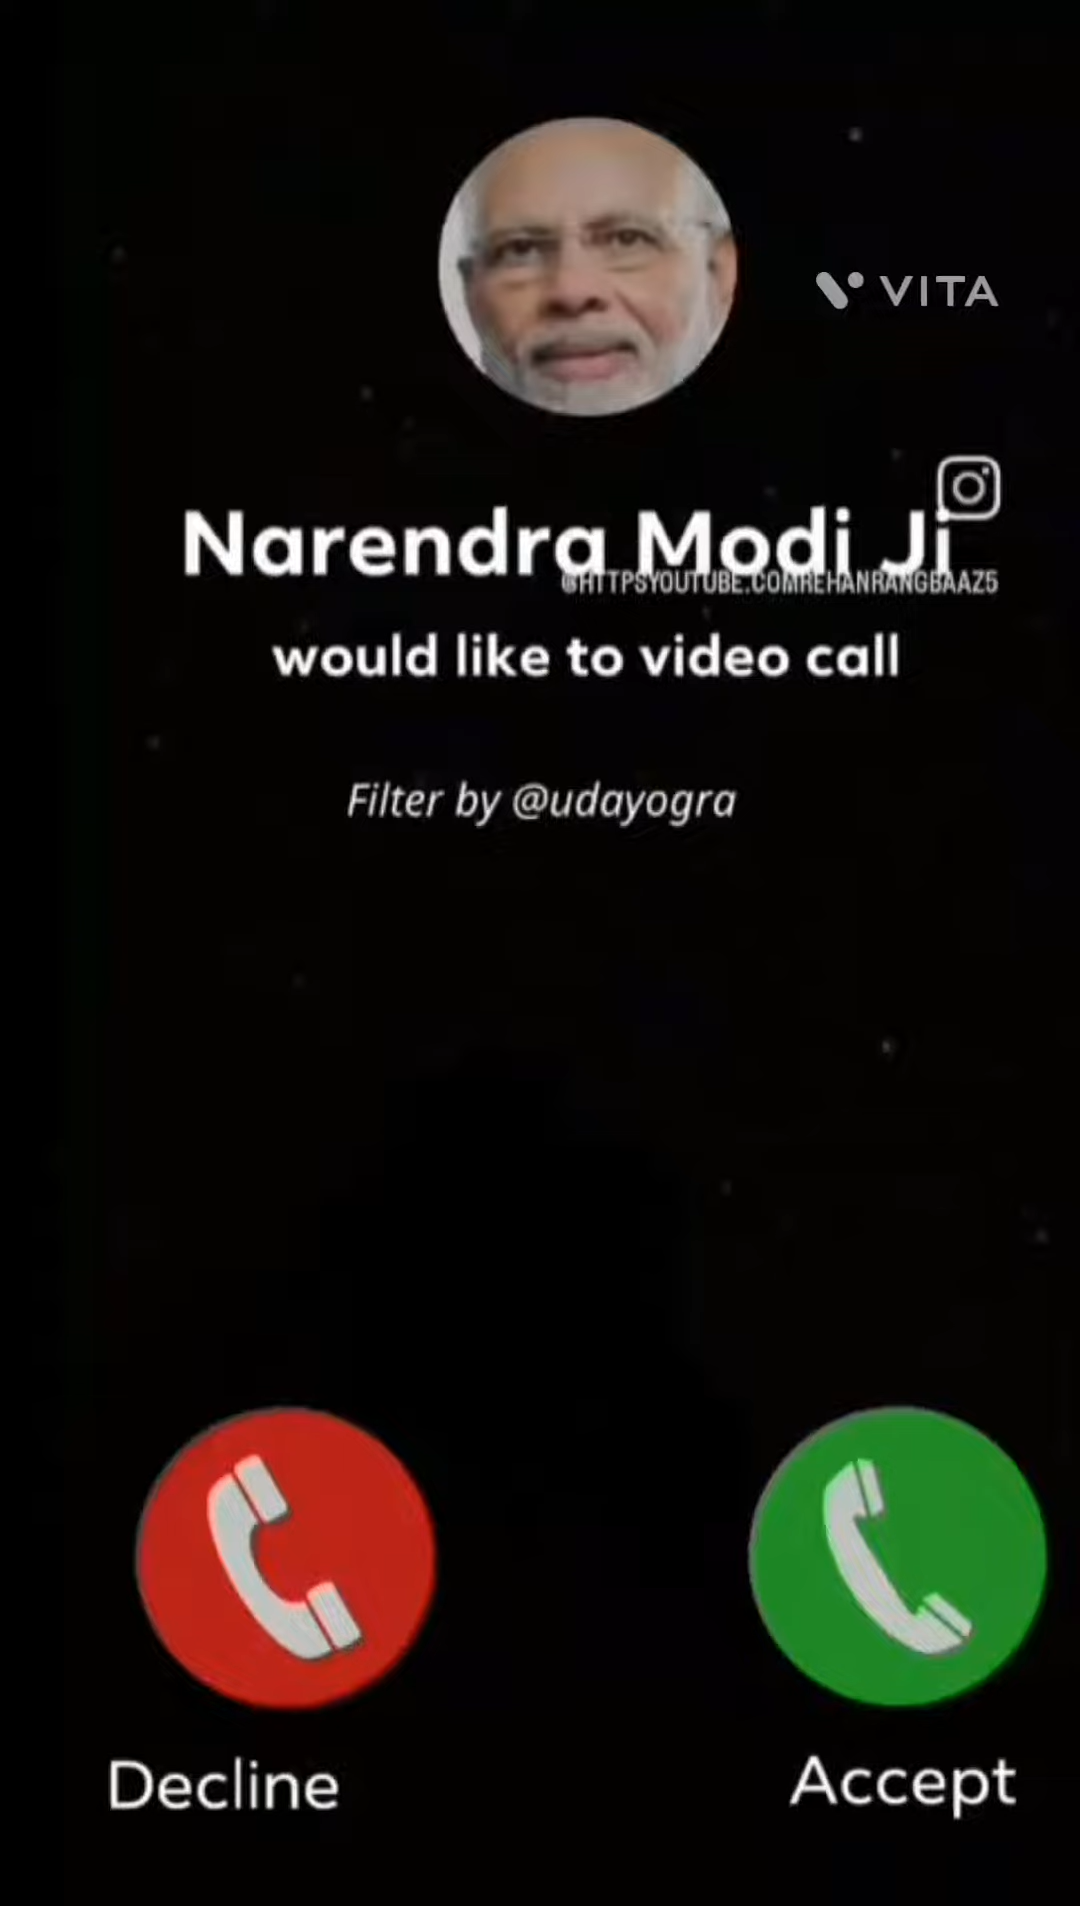 VITA
Narendra Modi Ji
@HTTPSYOUTUBE.COMREHANRANGBAAZ5
would like to video call
Filter by @udayogra
Decline
Accept